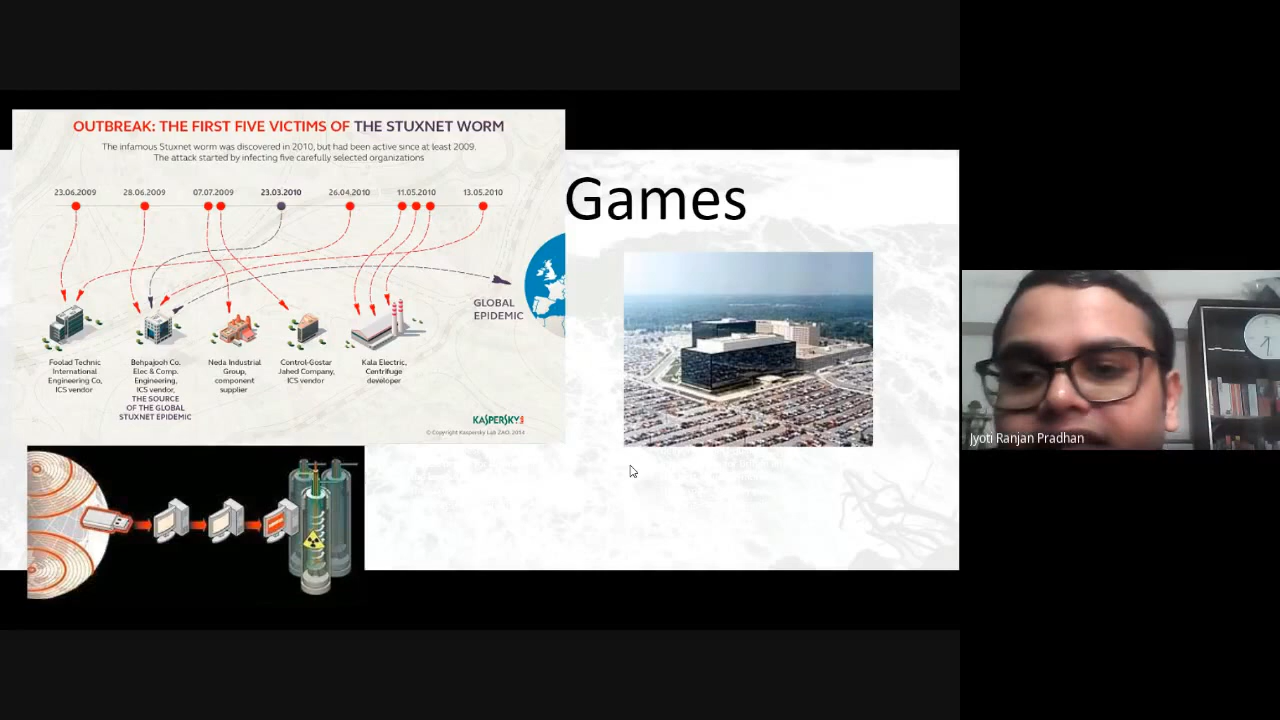 OUTBREAK: THE FIRST FIVE VICTIMS OF THE STUXNET WORM
The infamous Stuxnet worm was discovered in 2010, but had been active since at least 2009.
The attack started by infecting five carefully selected organizations
23.06.2009 28.06.2009 07.07.2009 23.03.2010 26.04.2010 11.05.2010 13.05.2010
Games
GLOBAL
EPIDEMIC
Foolad Technic
International
Engineering Co,
ICS vendor
Behpajooh Co.
Elec & Comp.
Engineering,
ICS vendor,
THE SOURCE
OF THE GLOBAL
STUXNET EPIDEMIC
Neda Industrial
Group,
component
supplier
Control-Gostar
Jahed Company,
ICS vendor
Kala Electric,
Centrifuge
developer
KASPERSKY
© Copyright Kaspersky Lab ZAO, 2014
Jyoti Ranjan Pradhan